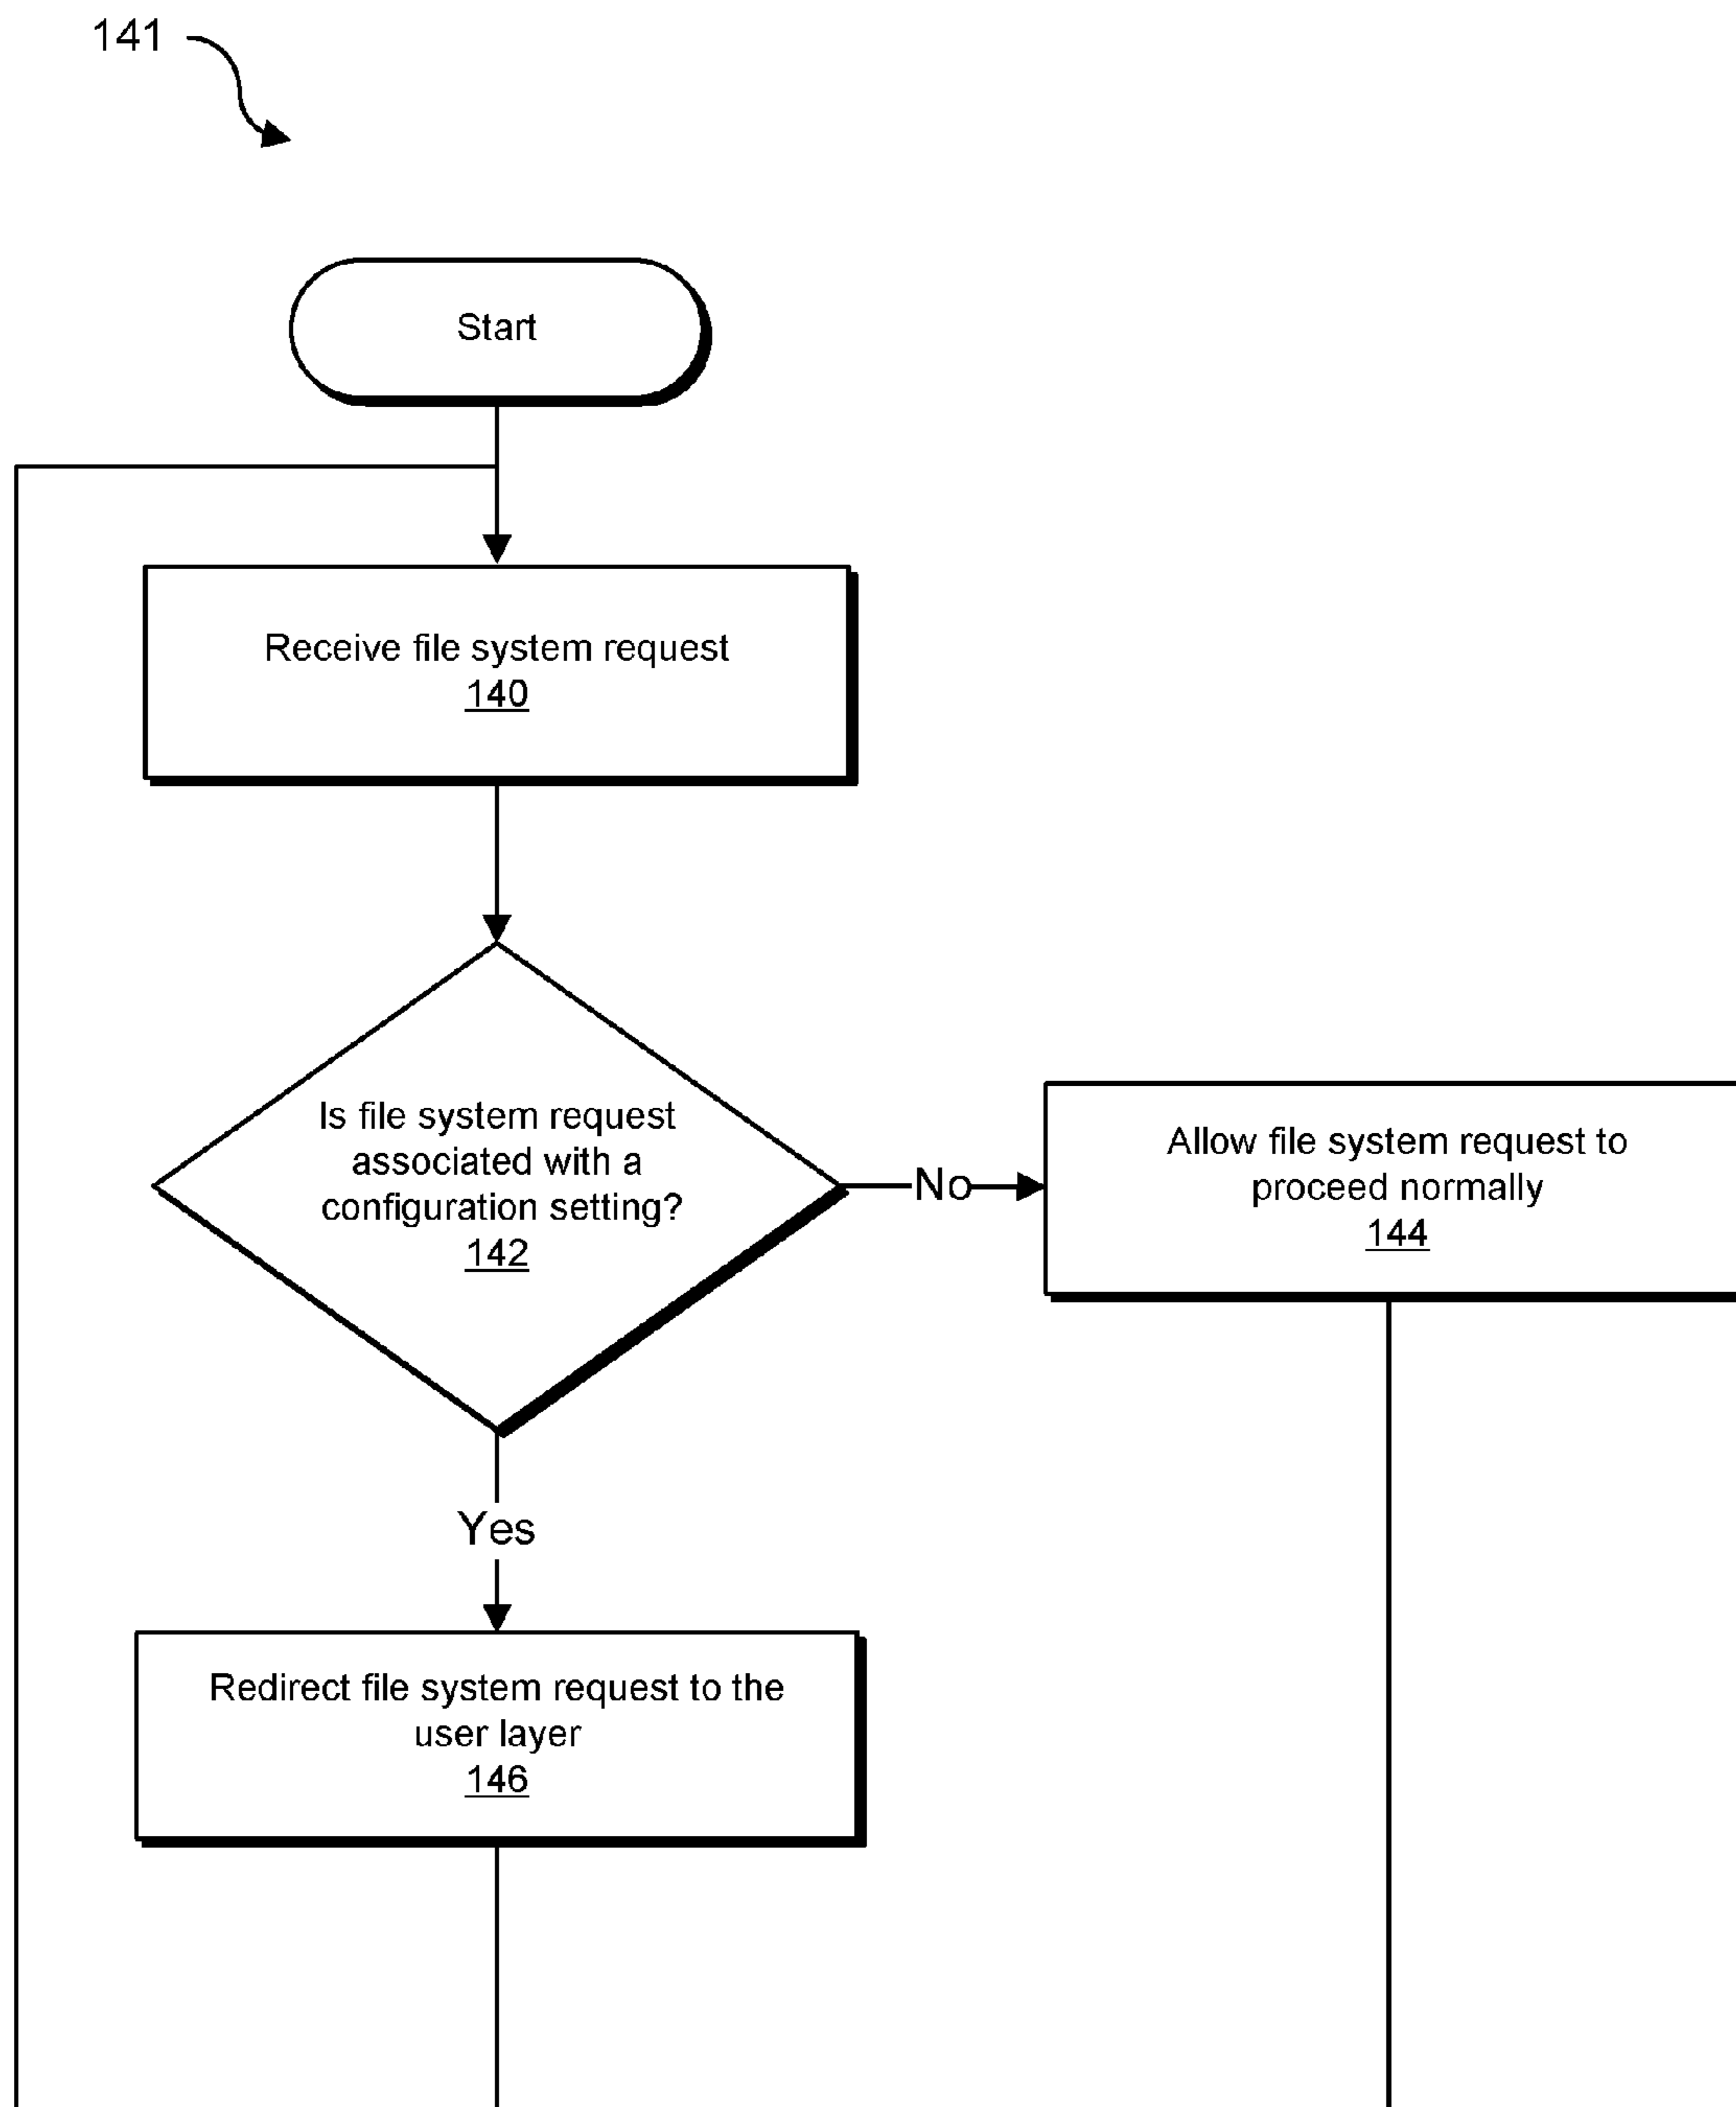 141
Start
Receive file system request
140
Is file system request
associated with a
configuration setting?
142
No
Allow file system request to
proceed normally
144
Yes
Redirect file system request to the
user layer
146